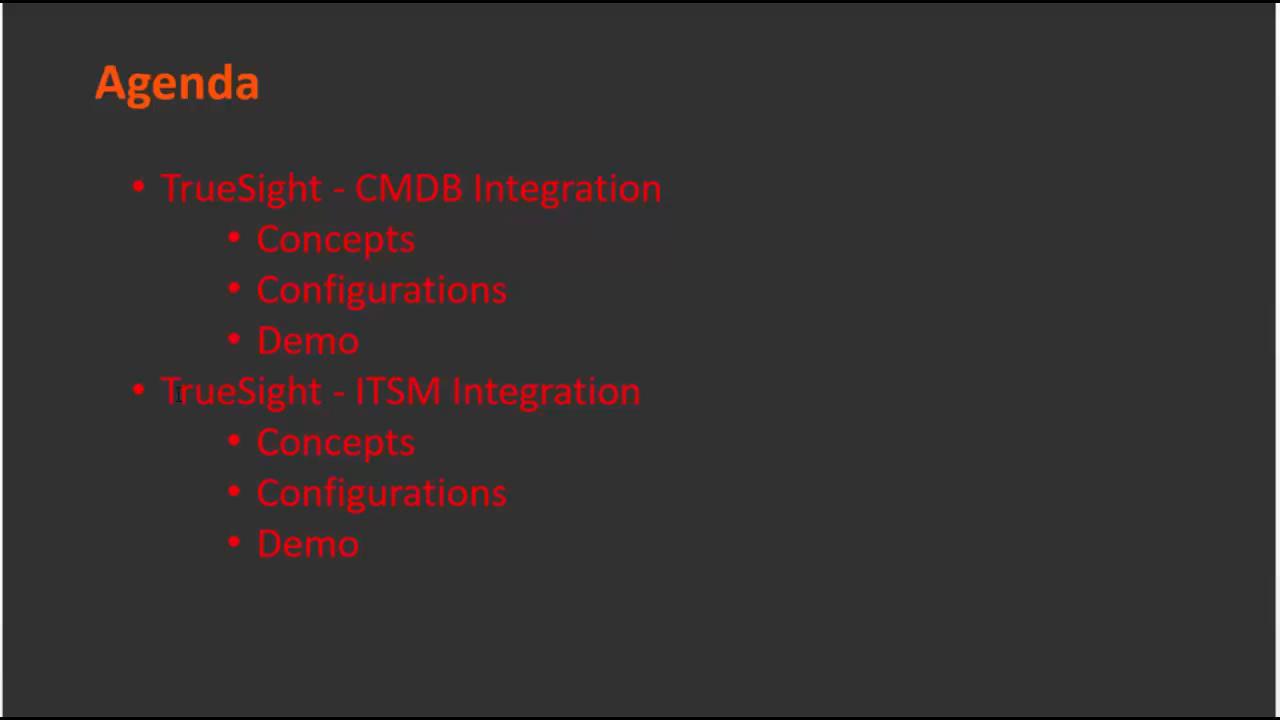 Agenda
• TrueSight - CMDB Integration
• Concepts
• Configurations
• Demo
• TrueSight - ITSM Integration
• Concepts
• Configurations
• Demo